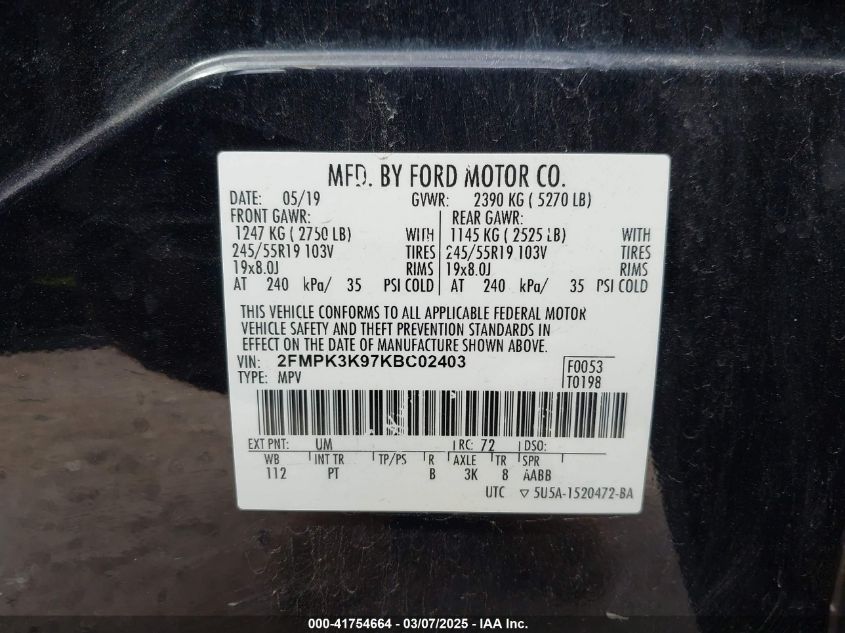 MFD. BY FORD MOTOR CO.
DATE: 05/19 GVWR: 2390 KG ( 5270 LB)
FRONT GAWR: REAR GAWR:
1247 KG ( 2750 LB) WITH 1145 KG ( 2525 LB) WITH
245/55R19 103V TIRES 245/55R19 103V TIRES
19x8.0J RIMS 19x8.0J RIMS
AT 240 kPa/ 35 PSI COLD AT 240 kPa/ 35 PSI COLD
THIS VEHICLE CONFORMS TO ALL APPLICABLE FEDERAL MOTOR
VEHICLE SAFETY AND THEFT PREVENTION STANDARDS IN
EFFECT ON THE DATE OF MANUFACTURE SHOWN ABOVE.
VIN: 2FMPK3K97KBC02403 F0053
TYPE: MPV T0198
EXT PNT: UM RC: 72 DSO:
WB INT TR TP/PS R AXLE TR SPR
112 PT B 3K 8 AABB
UTC ▽ 5U5A-1520472-BA
000-41754664 - 03/07/2025 - IAA Inc.